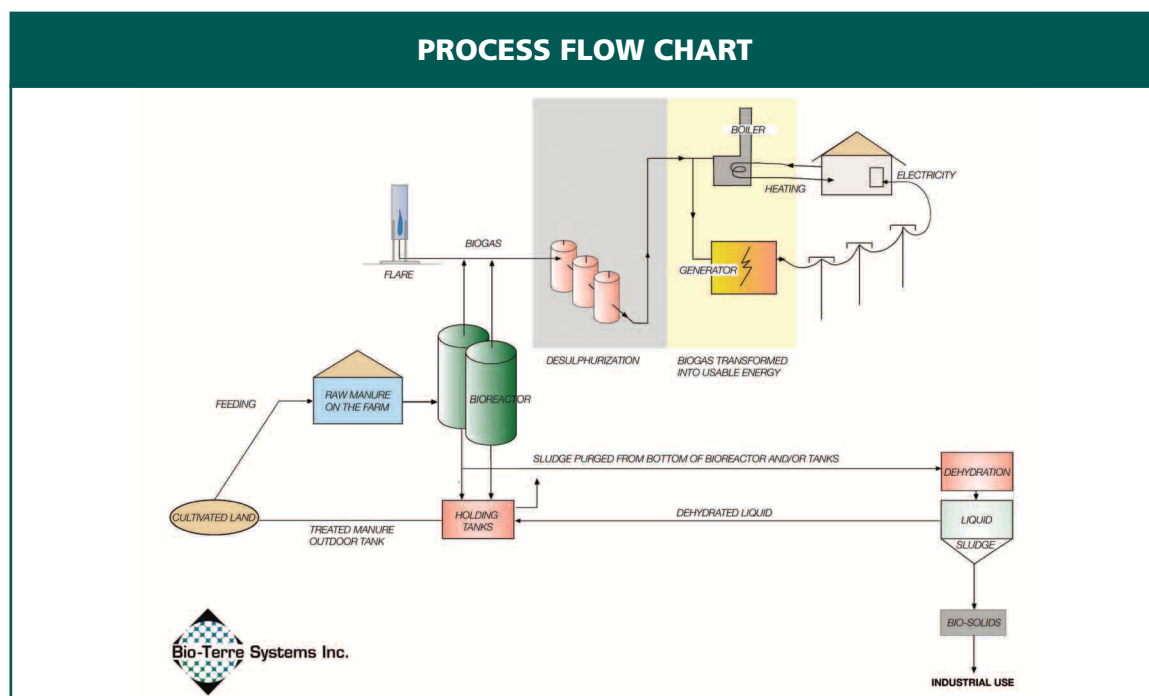 PROCESS FLOW CHART
BOILER
HEATING
ELECTRICITY
BIOGAS
FLARE
GENERATOR
DESULPHURIZATION
BIOGAS TRANSFORMED
INTO USABLE ENERGY
FEEDING
RAW MANURE
ON THE FARM
BIOREACTOR
SLUDGE PURGED FROM BOTTOM OF BIOREACTOR AND/OR TANKS
DEHYDRATION
CULTIVATED LAND
TREATED MANURE
OUTDOOR TANK
HOLDING
TANKS
DEHYDRATED LIQUID
LIQUID
SLUDGE
BIO-SOLIDS
INDUSTRIAL USE
Bio-Terre Systems Inc.